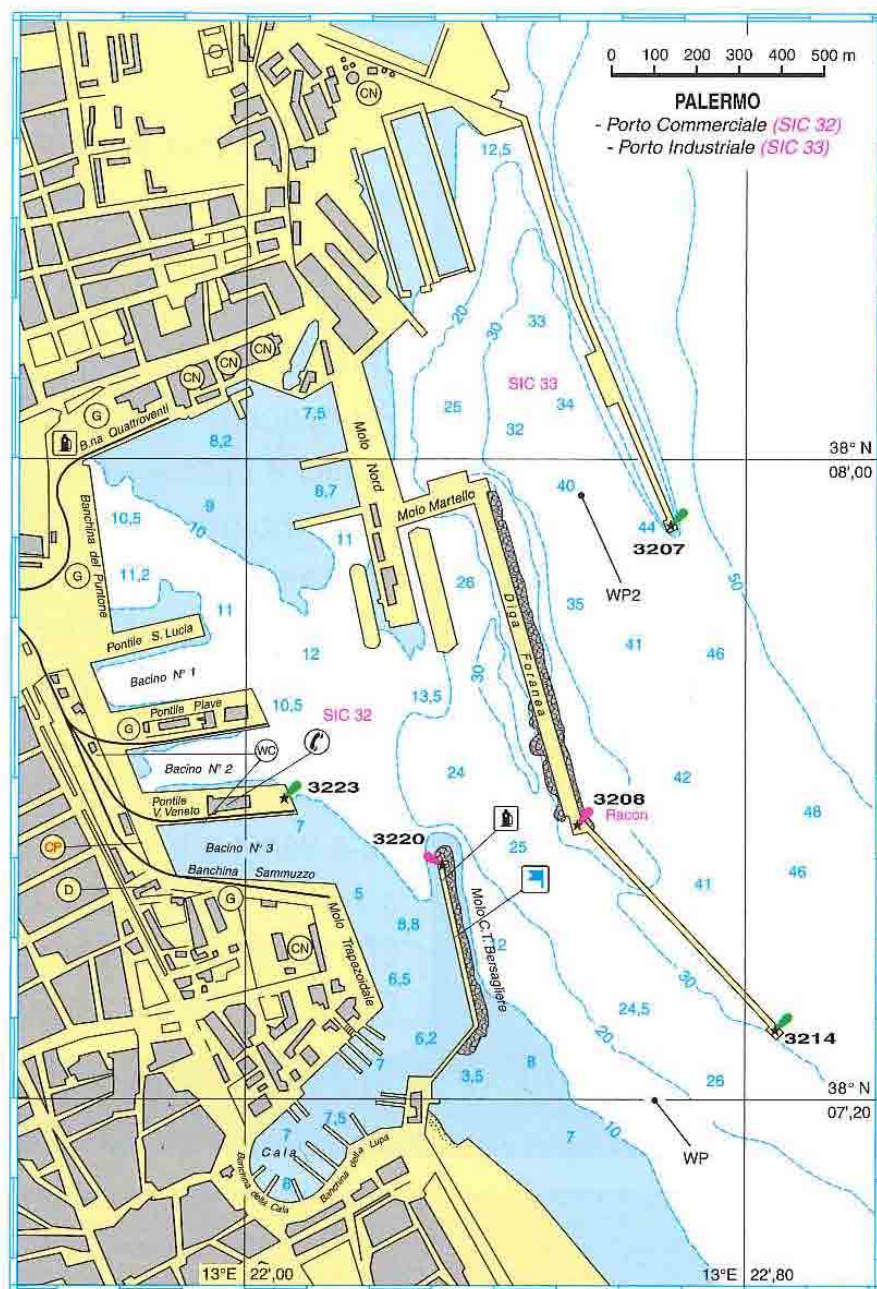 0 100 200 300 400 500 m
PALERMO
- Porto Commerciale (SIC 32)
- Porto Industriale (SIC 33)
CN
12,5
20
30
33
SIC 33
34
25
32
CN
CN
CN
G
B.na Quattroventi
8,2
7,5
Molo Nord
38° N
08',00
50
9
10
8,7
Molo Martello
40
44
3207
WP2
Banchina del Puntone
10,5
11,2
11
11
G
26
Diga Foranea
35
41
46
Pontile S. Lucia
12
30
Bacino N° 1
13,5
10,5
SIC 32
Pontile Piave
G
WC
Bacino N° 2
24
42
48
Pontile V. Veneto
3223
7
3208
Racon
3220
25
CP
Bacino N° 3
Banchina Sammuzzo
D
G
5
41
46
Molo Trapezoidale
8,8
Molo C.T. Bersagliere
12
CN
6,5
30
24,5
6,2
20
3214
7
3,5
8
26
38° N
07',20
10
7
7,5
7
WP
Cala
8
Banchina della Cala
Banchina della Lupa
13°E 22',00
13°E 22',80